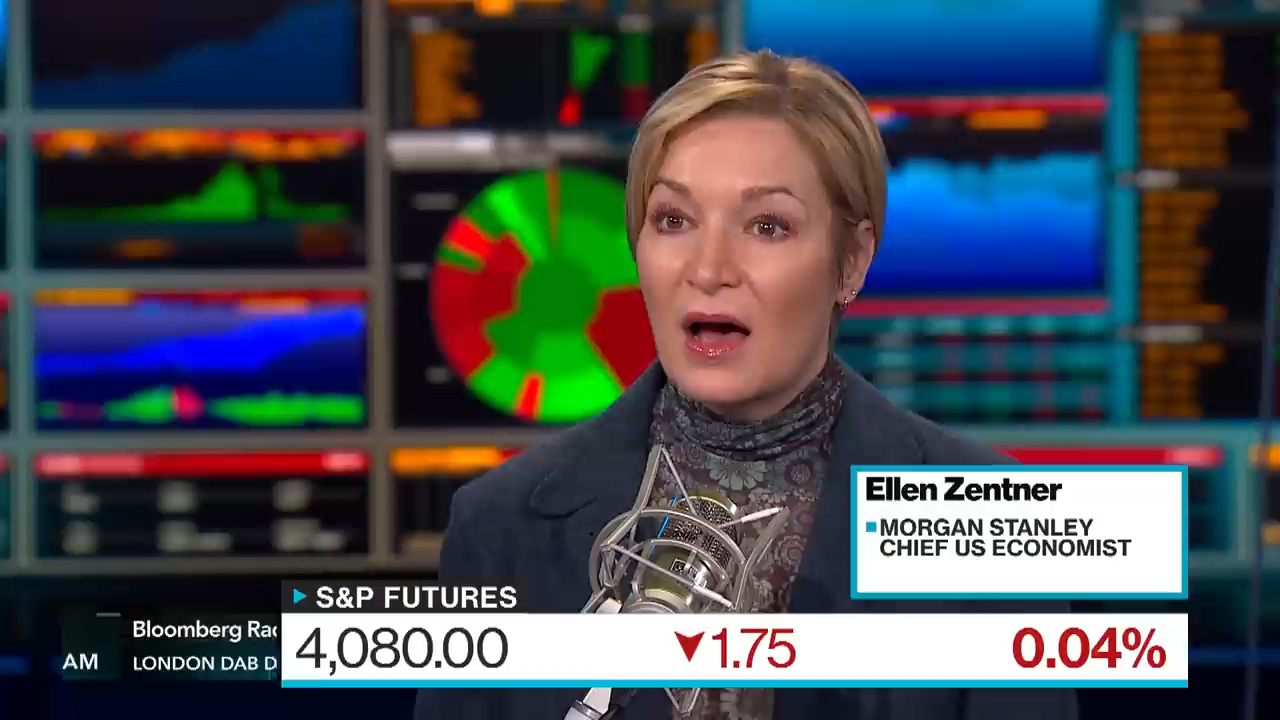 Ellen Zentner
MORGAN STANLEY
CHIEF US ECONOMIST
S&P FUTURES
4,080.00 1.75 0.04%
Bloomberg
AM LONDON DAB